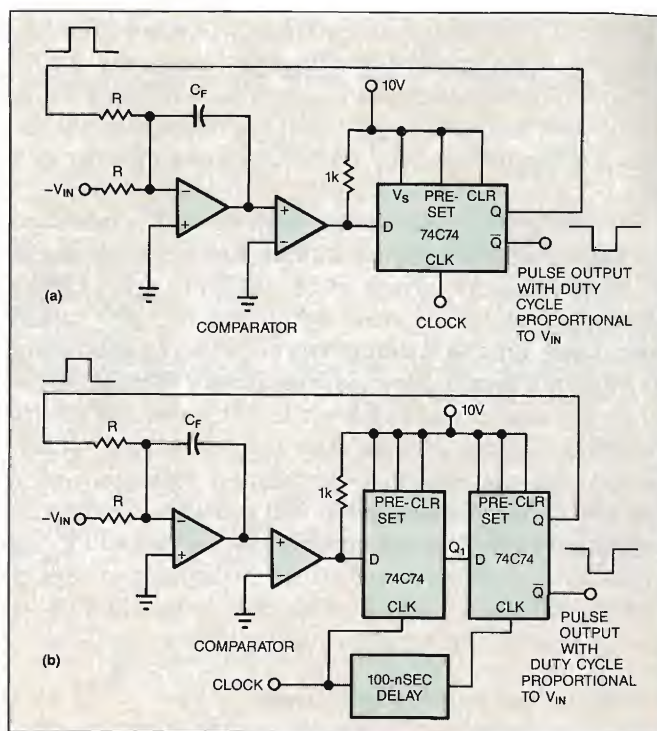 10V
C_F
R
1k
−V_IN
R
−
+
+
−
V_S PRE-SET CLR
D
Q
74C74
Q̅
CLK
PULSE OUTPUT
WITH DUTY
CYCLE
PROPORTIONAL
TO V_IN
(a)
COMPARATOR
CLOCK
10V
C_F
R
1k
PRE-SET CLR
PRE-SET CLR
Q
−V_IN
R
−
+
+
−
D
Q₁
D
74C74
74C74
Q̅
CLK
CLK
PULSE
OUTPUT
WITH
DUTY CYCLE
PROPORTIONAL
TO V_IN
COMPARATOR
(b)
CLOCK
100-nSEC
DELAY